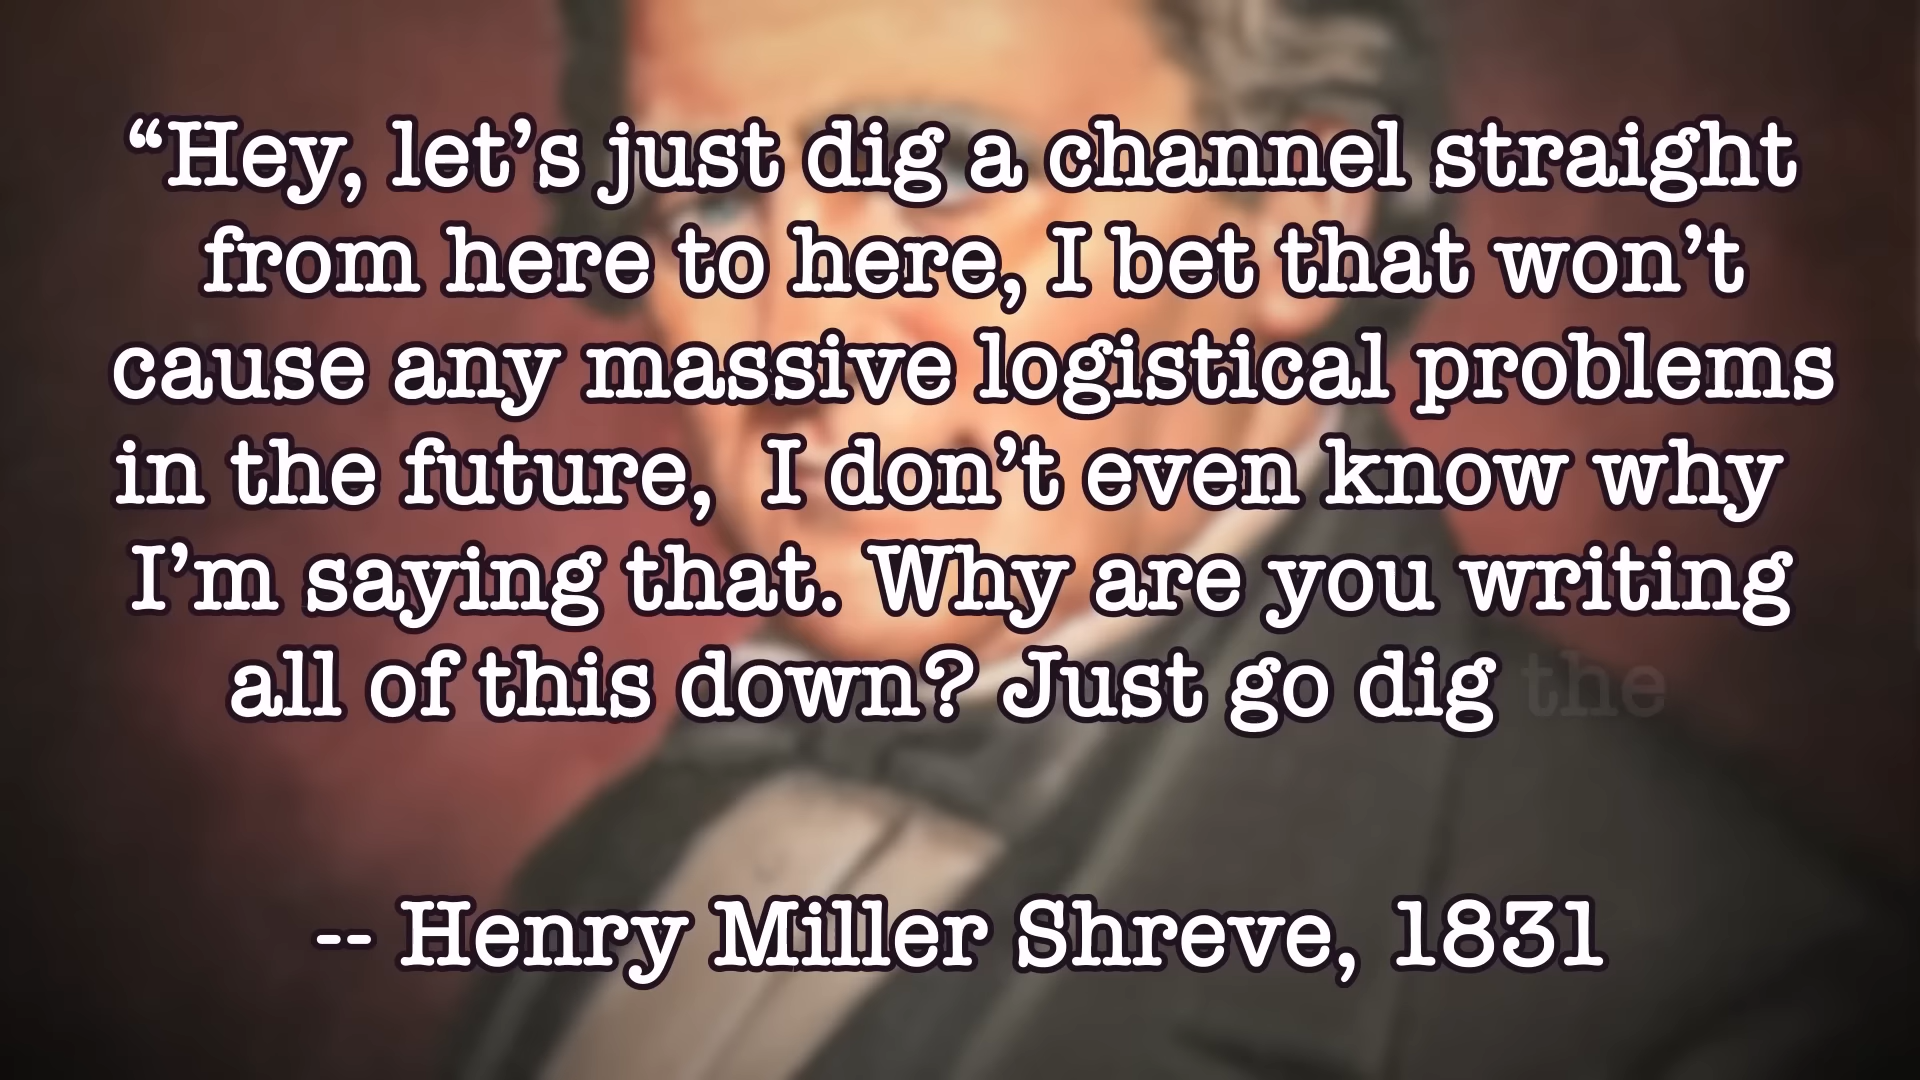 “Hey, let’s just dig a channel straight
from here to here, I bet that won’t
cause any massive logistical problems
in the future,  I don’t even know why
I’m saying that. Why are you writing
all of this down? Just go dig the
-- Henry Miller Shreve, 1831